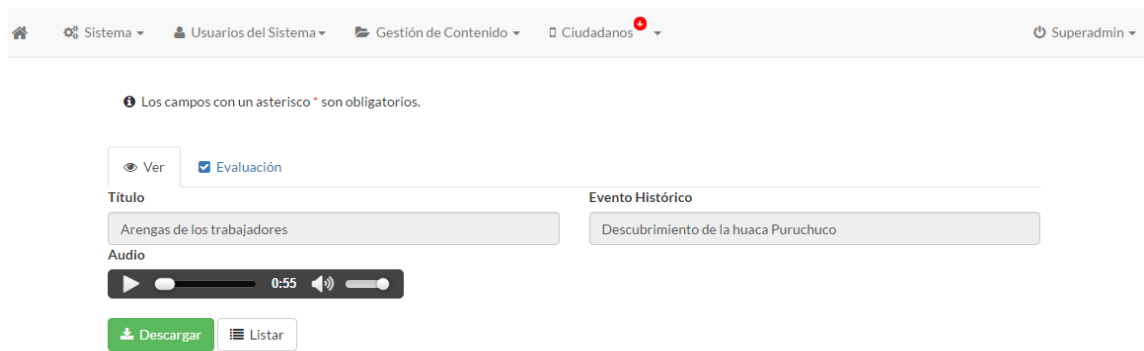 Sistema Usuarios del Sistema Gestión de Contenido Ciudadanos Superadmin
Los campos con un asterisco * son obligatorios.
Ver Evaluación
Título Evento Histórico
Arengas de los trabajadores Descubrimiento de la huaca Puruchuco
Audio
0:55
Descargar Listar